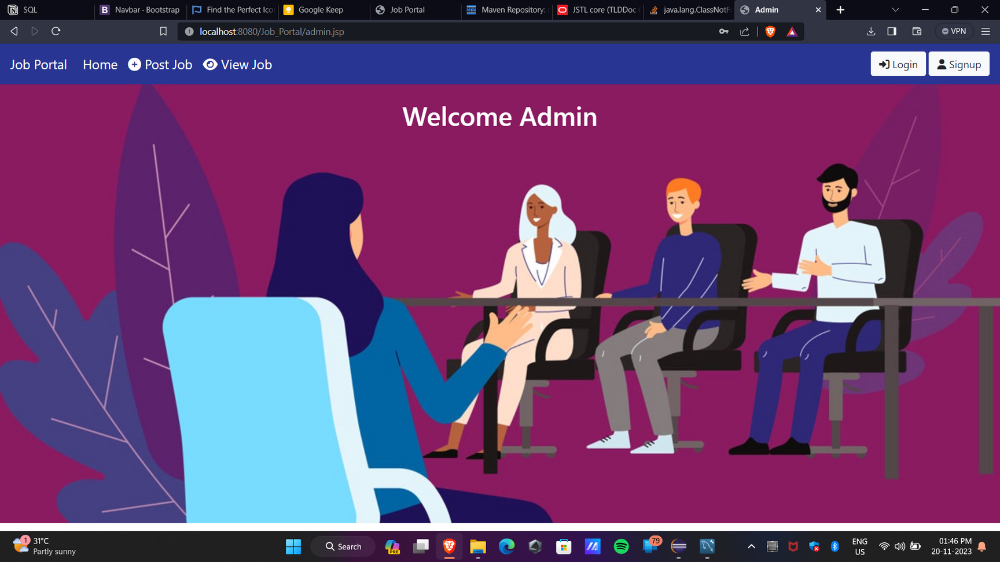 SQL
Navbar · Bootstrap
Find the Perfect Ico
Google Keep
Job Portal
Maven Repository:
JSTL core (TLDDoc
java.lang.ClassNotF
Admin
localhost:8080/Job_Portal/admin.jsp
VPN
Job Portal
Home
Post Job
View Job
Login
Signup
Welcome Admin
1
31°C
Partly sunny
Search
PRE
79
ENG
US
01:46 PM
20-11-2023